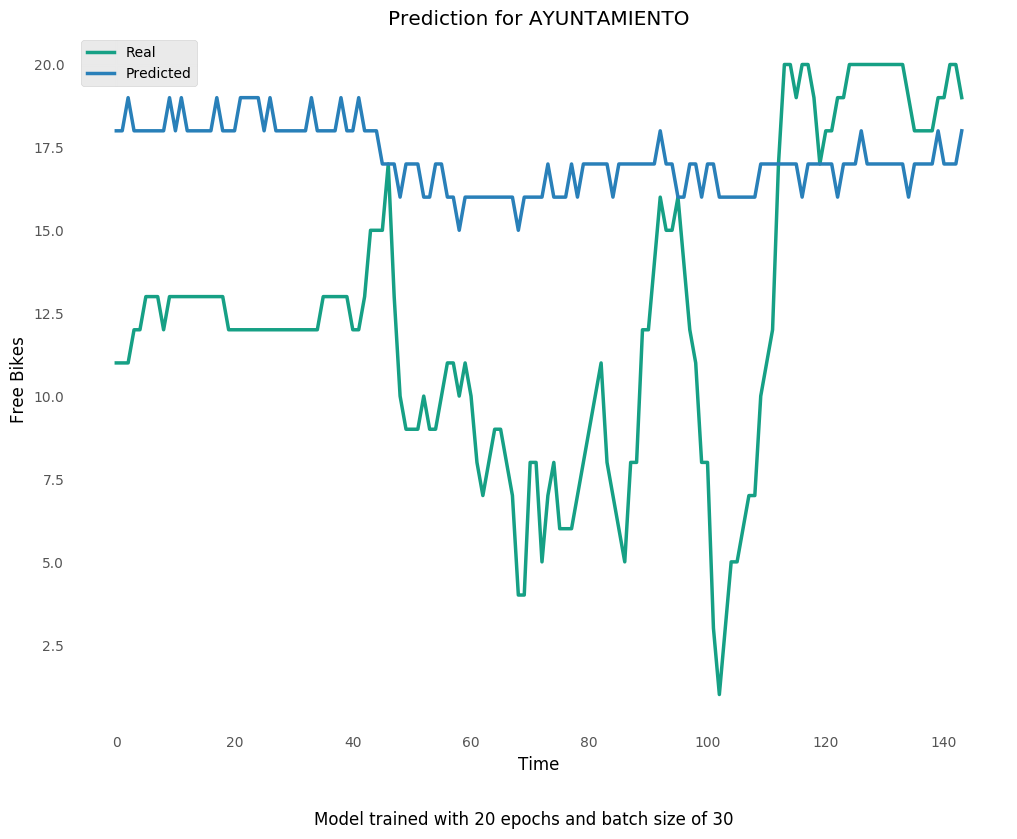 Prediction for AYUNTAMIENTO
Real
Predicted
20.0
17.5
15.0
12.5
10.0
7.5
5.0
2.5
Free Bikes
0 20 40 60 80 100 120 140
Time
Model trained with 20 epochs and batch size of 30